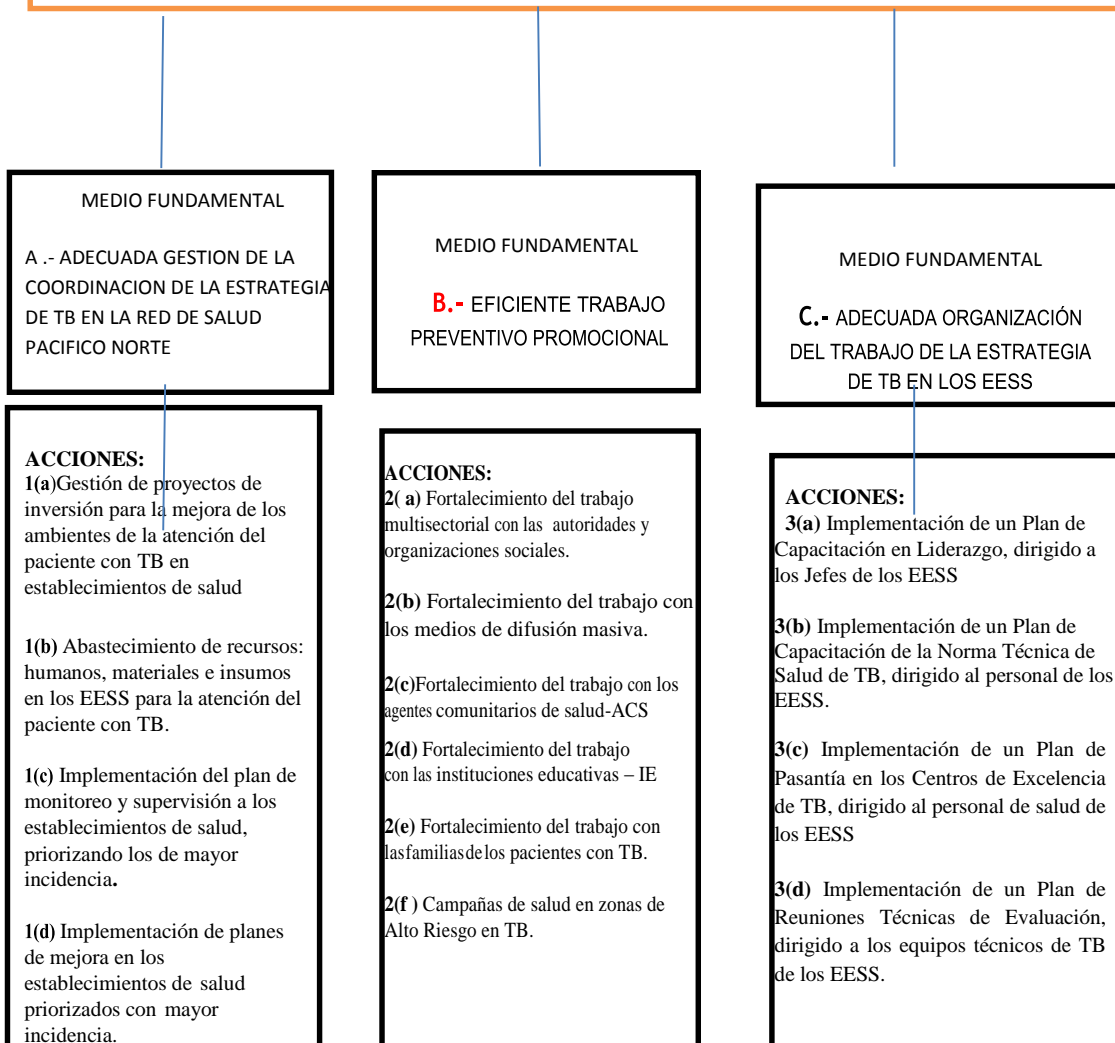 MEDIO FUNDAMENTAL
A .- ADECUADA GESTION DE LA
COORDINACION DE LA ESTRATEGIA
DE TB EN LA RED DE SALUD
PACIFICO NORTE
ACCIONES:
1(a)Gestión de proyectos de
inversión para la mejora de los
ambientes de la atención del
paciente con TB en
establecimientos de salud
1(b) Abastecimiento de recursos:
humanos, materiales e insumos
en los EESS para la atención del
paciente con TB.
1(c) Implementación del plan de
monitoreo y supervisión a los
establecimientos de salud,
priorizando los de mayor
incidencia.
1(d) Implementación de planes
de mejora en los
establecimientos de salud
priorizados con mayor
incidencia.
MEDIO FUNDAMENTAL
B.- EFICIENTE TRABAJO
PREVENTIVO PROMOCIONAL
ACCIONES:
2( a) Fortalecimiento del trabajo
multisectorial con las autoridades y
organizaciones sociales.
2(b) Fortalecimiento del trabajo con
los medios de difusión masiva.
2(c)Fortalecimiento del trabajo con los
agentes comunitarios de salud-ACS
2(d) Fortalecimiento del trabajo
con las instituciones educativas – IE
2(e) Fortalecimiento del trabajo con
lasfamiliasdelos pacientes con TB.
2(f ) Campañas de salud en zonas de
Alto Riesgo en TB.
MEDIO FUNDAMENTAL
C.- ADECUADA ORGANIZACIÓN
DEL TRABAJO DE LA ESTRATEGIA
DE TB EN LOS EESS
ACCIONES:
3(a) Implementación de un Plan de
Capacitación en Liderazgo, dirigido a
los Jefes de los EESS
3(b) Implementación de un Plan de
Capacitación de la Norma Técnica de
Salud de TB, dirigido al personal de los
EESS.
3(c) Implementación de un Plan de
Pasantía en los Centros de Excelencia
de TB, dirigido al personal de salud de
los EESS
3(d) Implementación de un Plan de
Reuniones Técnicas de Evaluación,
dirigido a los equipos técnicos de TB
de los EESS.